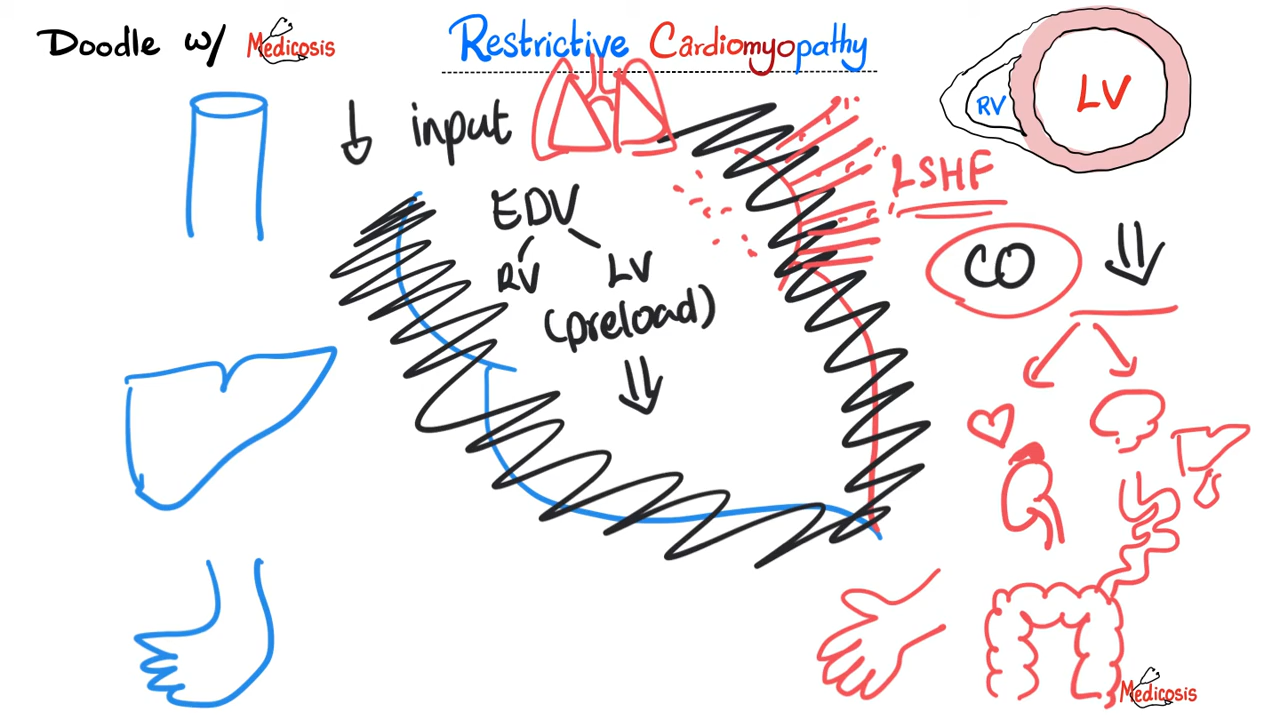 Doodle w/ Medicosis
Restrictive Cardiomyopathy
RV
LV
↓ input
EDV
RV LV
(preload)
⇓
LSHF
CO ⇓
Medicosis